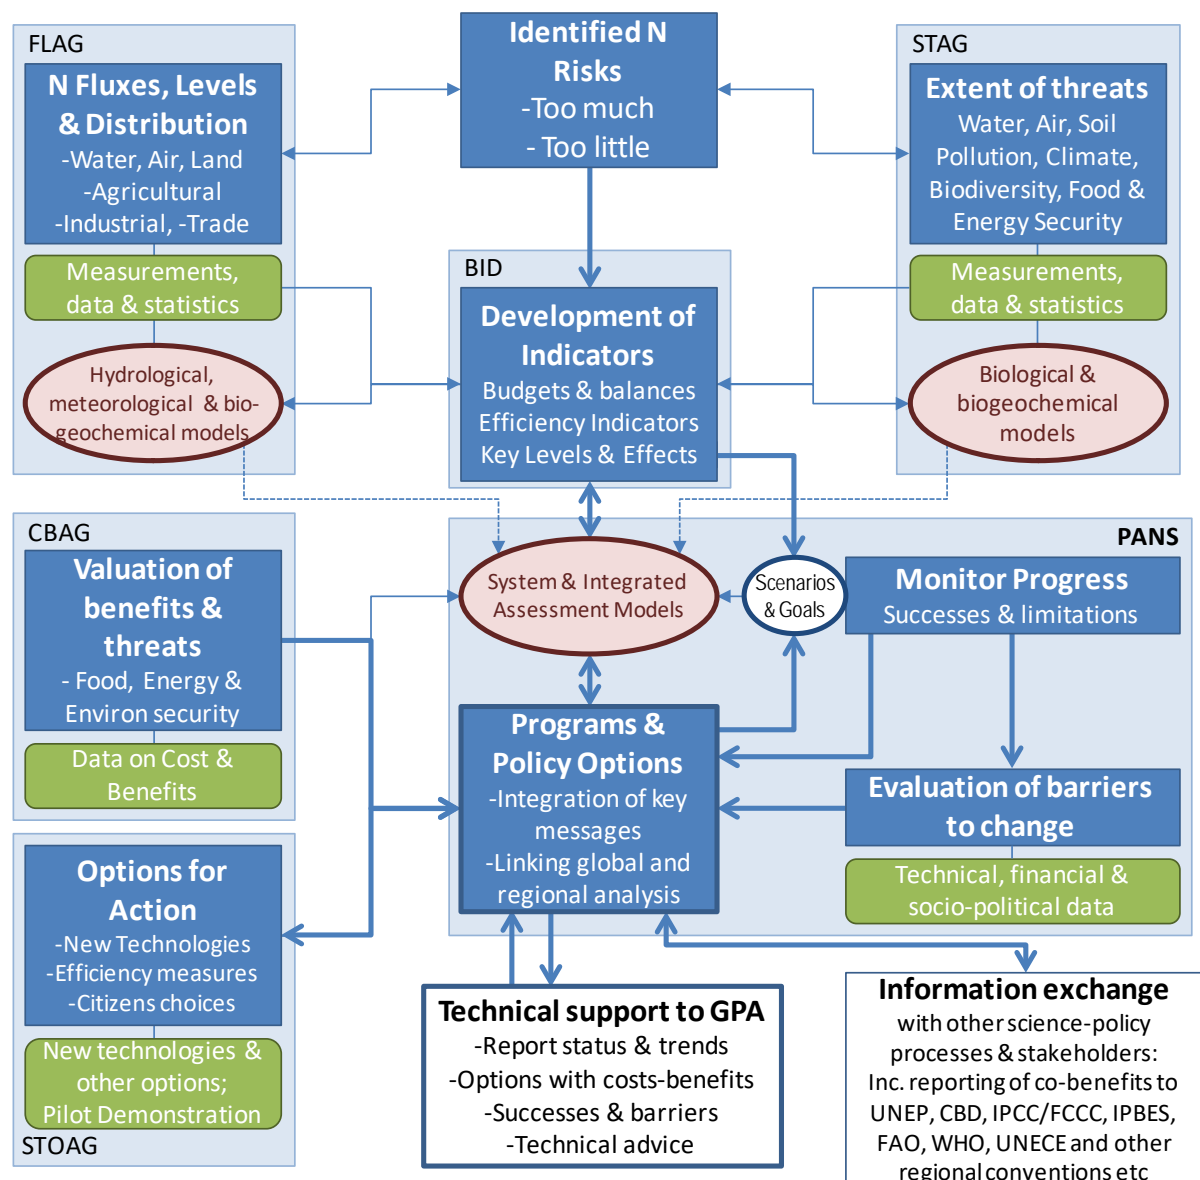 FLAG
N Fluxes, Levels
& Distribution
-Water, Air, Land
-Agricultural
-Industrial, -Trade
Measurements,
data & statistics
Hydrological,
meteorological & bio-
geochemical models
Identified N
Risks
-Too much
- Too little
STAG
Extent of threats
Water, Air, Soil
Pollution, Climate,
Biodiversity, Food &
Energy Security
Measurements,
data & statistics
Biological &
biogeochemical
models
BID
Development of
Indicators
Budgets & balances
Efficiency Indicators
Key Levels & Effects
CBAG
Valuation of
benefits &
threats
- Food, Energy &
Environ security
Data on Cost &
Benefits
PANS
System & Integrated
Assessment Models
Scenarios
& Goals
Monitor Progress
Successes & limitations
Programs &
Policy Options
-Integration of key
messages
-Linking global and
regional analysis
Evaluation of barriers
to change
Technical, financial &
socio-political data
Options for
Action
-New Technologies
-Efficiency measures
-Citizens choices
New technologies &
other options;
Pilot Demonstration
STOAG
Technical support to GPA
-Report status & trends
-Options with costs-benefits
-Successes & barriers
-Technical advice
Information exchange
with other science-policy
processes & stakeholders:
Inc. reporting of co-benefits to
UNEP, CBD, IPCC/FCCC, IPBES,
FAO, WHO, UNECE and other
regional conventions etc